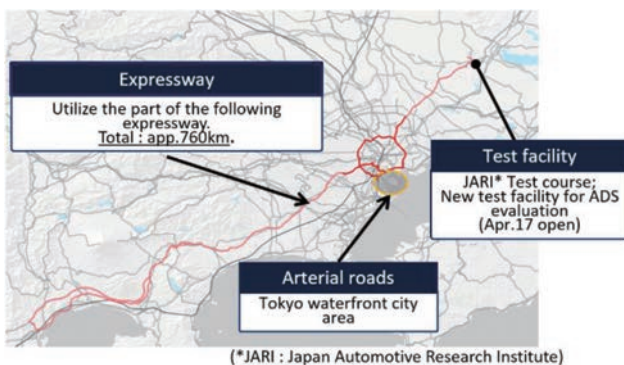 Expressway
Utilize the part of the following
expressway.
Total : app.760km.
Test facility
JARI* Test course;
New test facility for ADS
evaluation
(Apr.17 open)
Arterial roads
Tokyo waterfront city
area
(*JARI : Japan Automotive Research Institute)